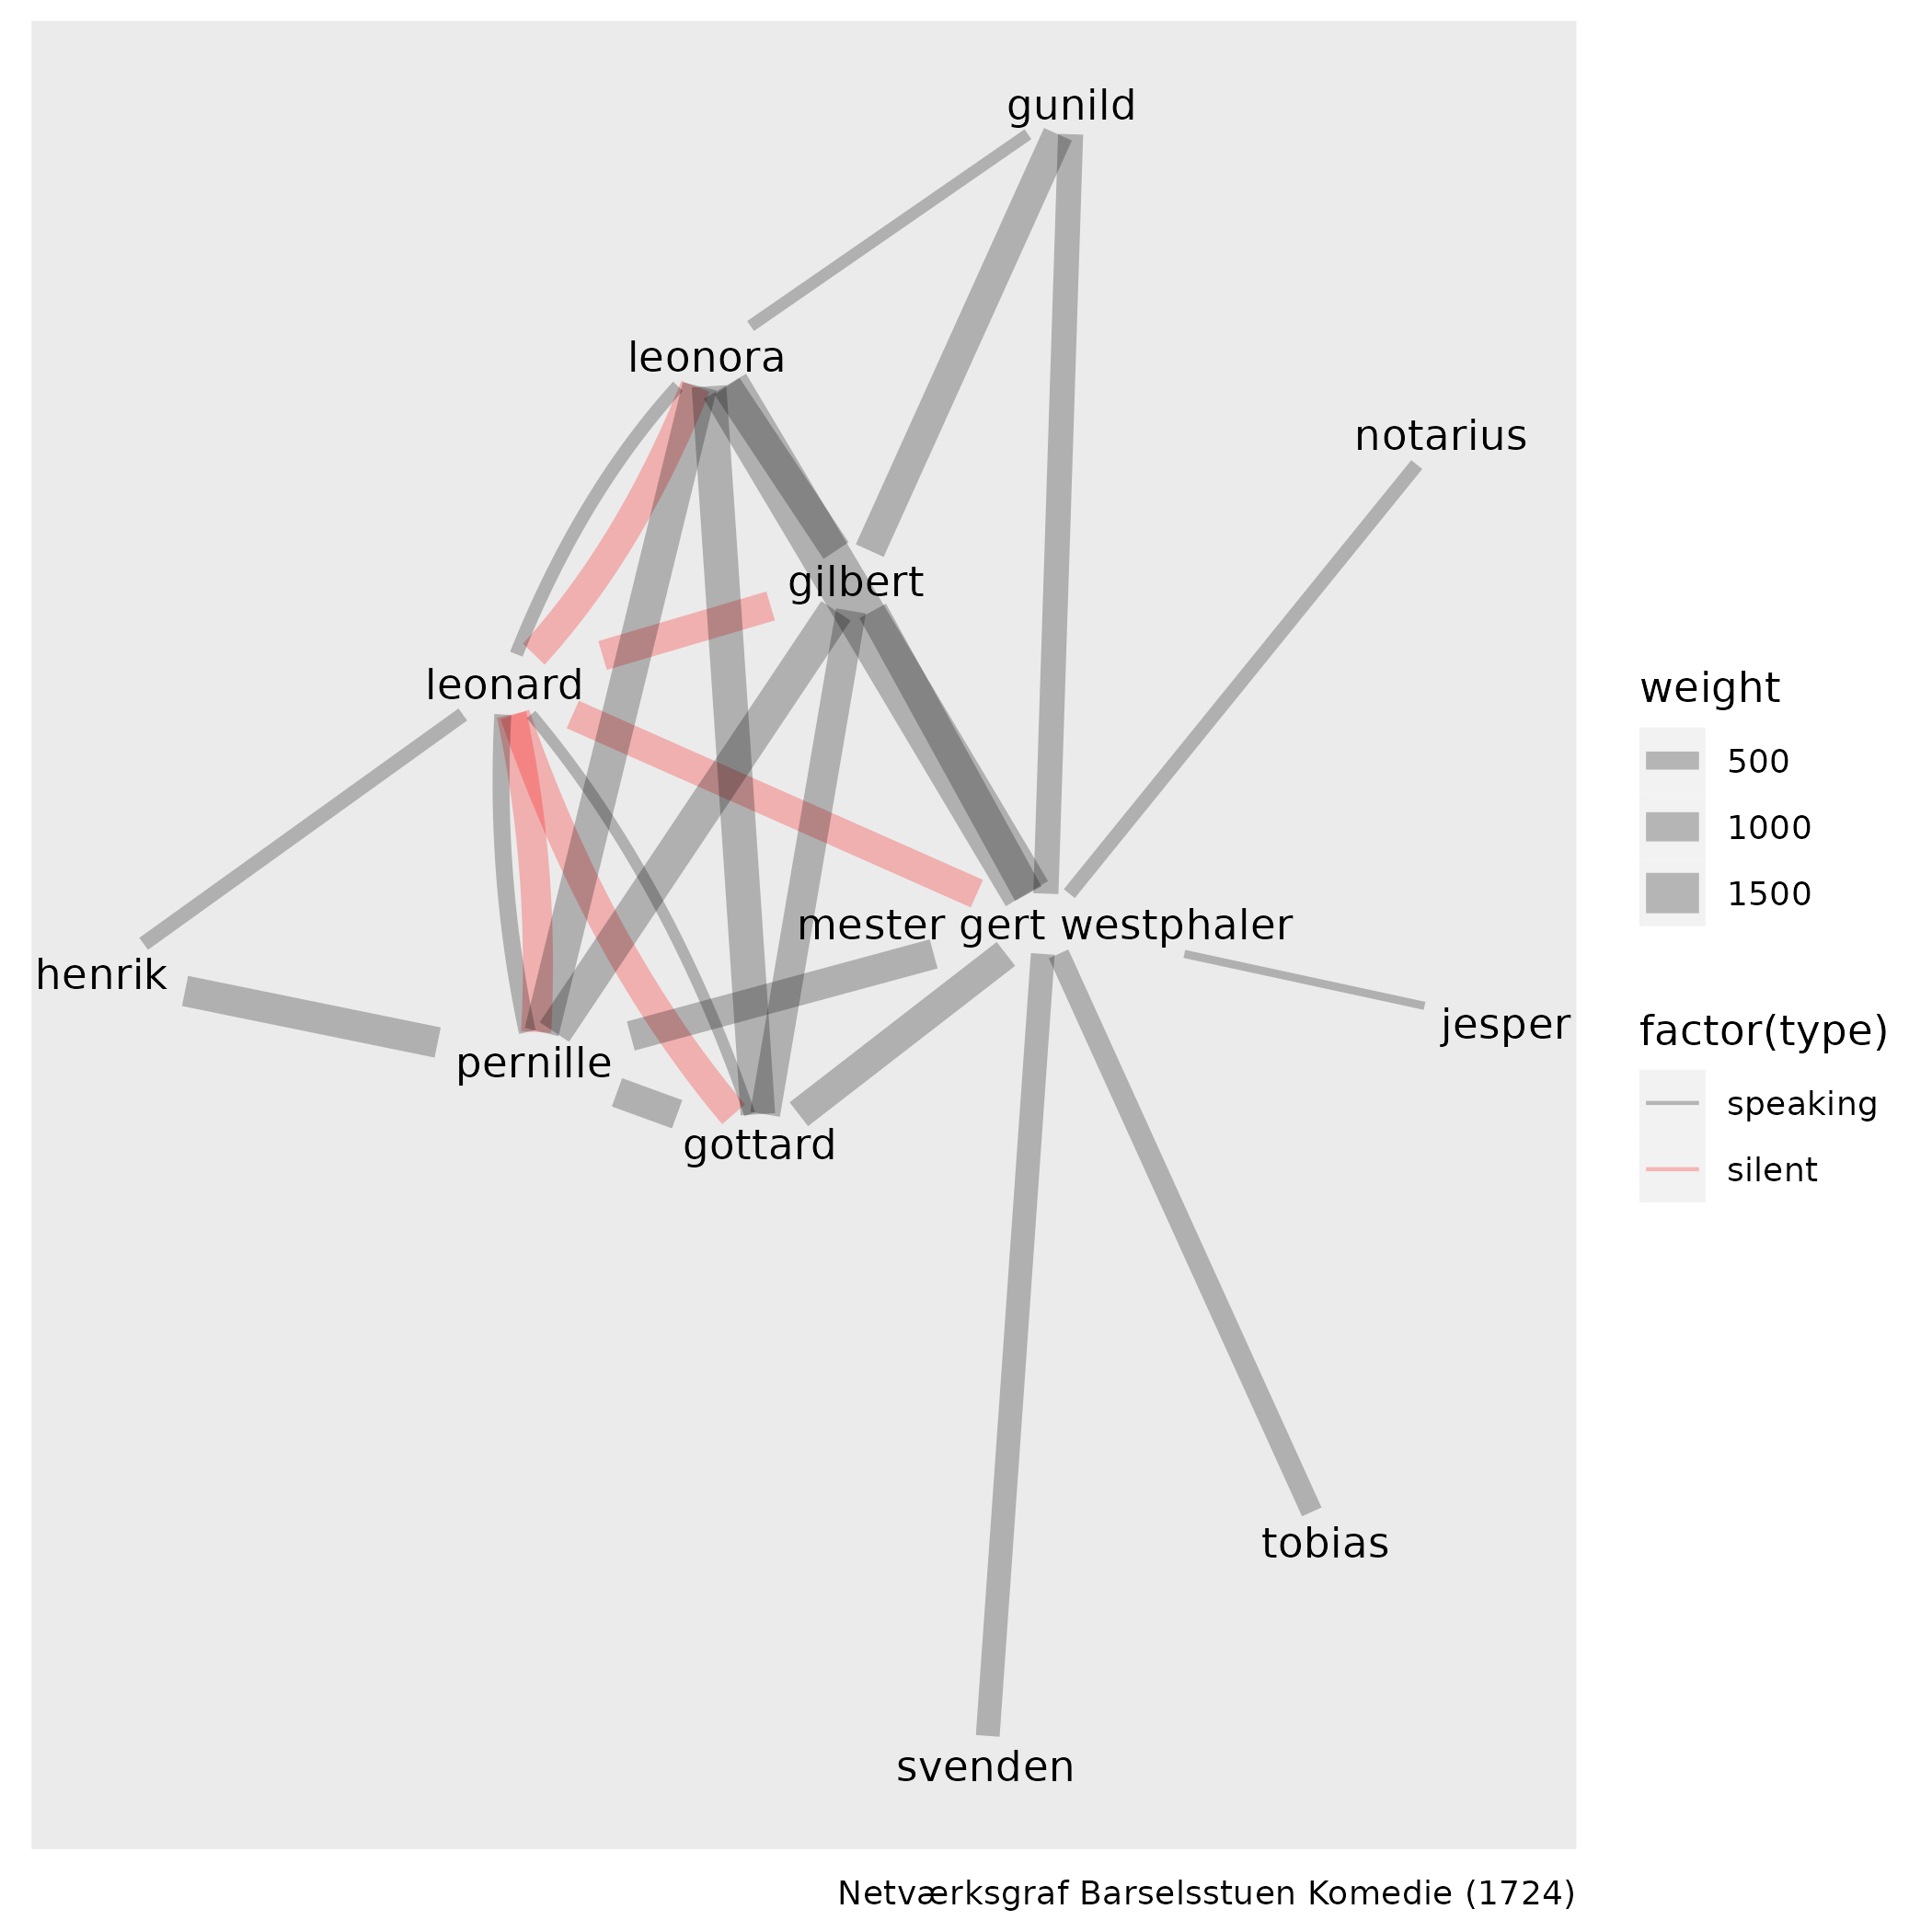 gunild
leonora
notarius
gilbert
leonard
mester gert westphaler
henrik
jesper
pernille
gottard
tobias
svenden
weight
500
1000
1500
factor(type)
speaking
silent
Netværksgraf Barselsstuen Komedie (1724)